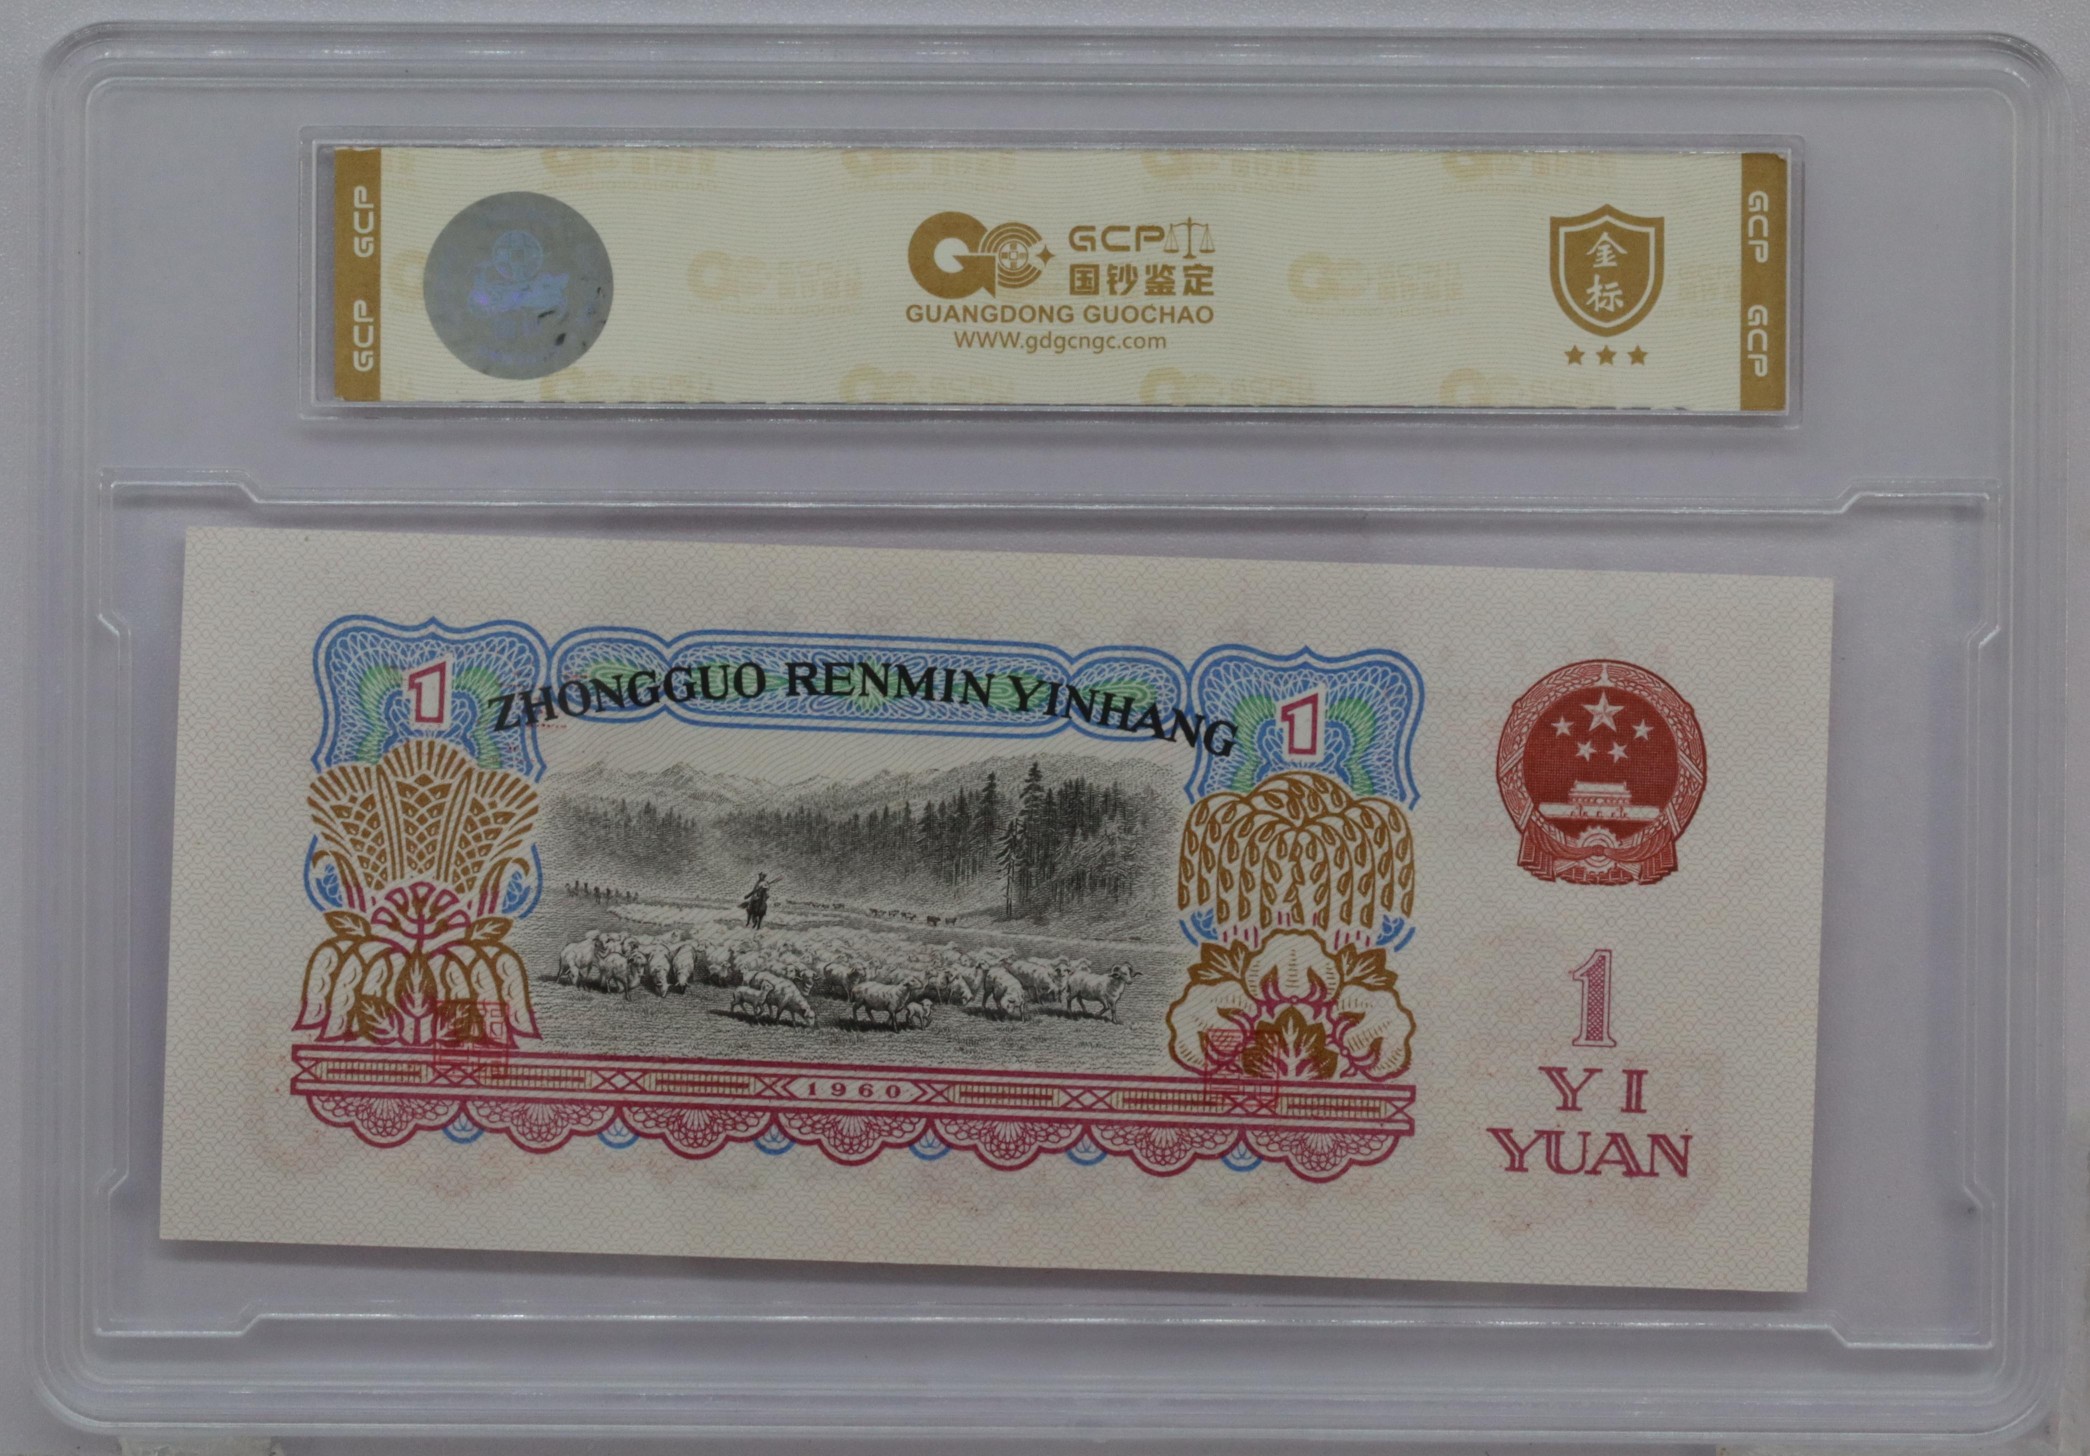 GCP GCP
GCP
国钞鉴定
GUANGDONG GUOCHAO
WWW.gdgcngc.com
金标
GCP GCP
1
ZHONGGUO RENMIN YINHANG
1
1960
1
YI
YUAN